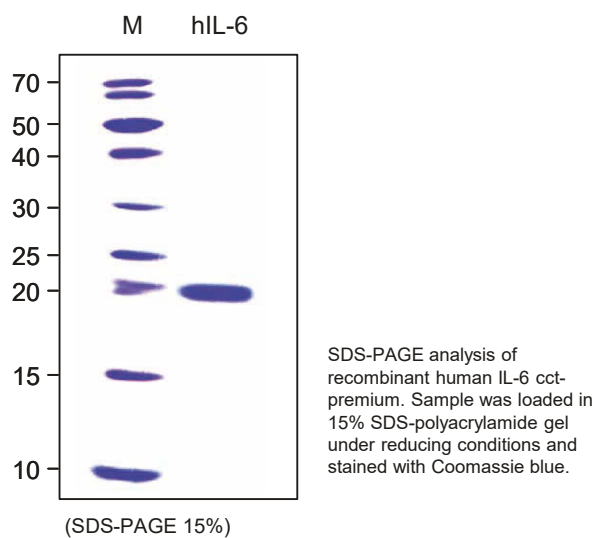 M hIL-6
70
50
40
30
25
20
15
10
(SDS-PAGE 15%)
SDS-PAGE analysis of
recombinant human IL-6 cct-
premium. Sample was loaded in
15% SDS-polyacrylamide gel
under reducing conditions and
stained with Coomassie blue.